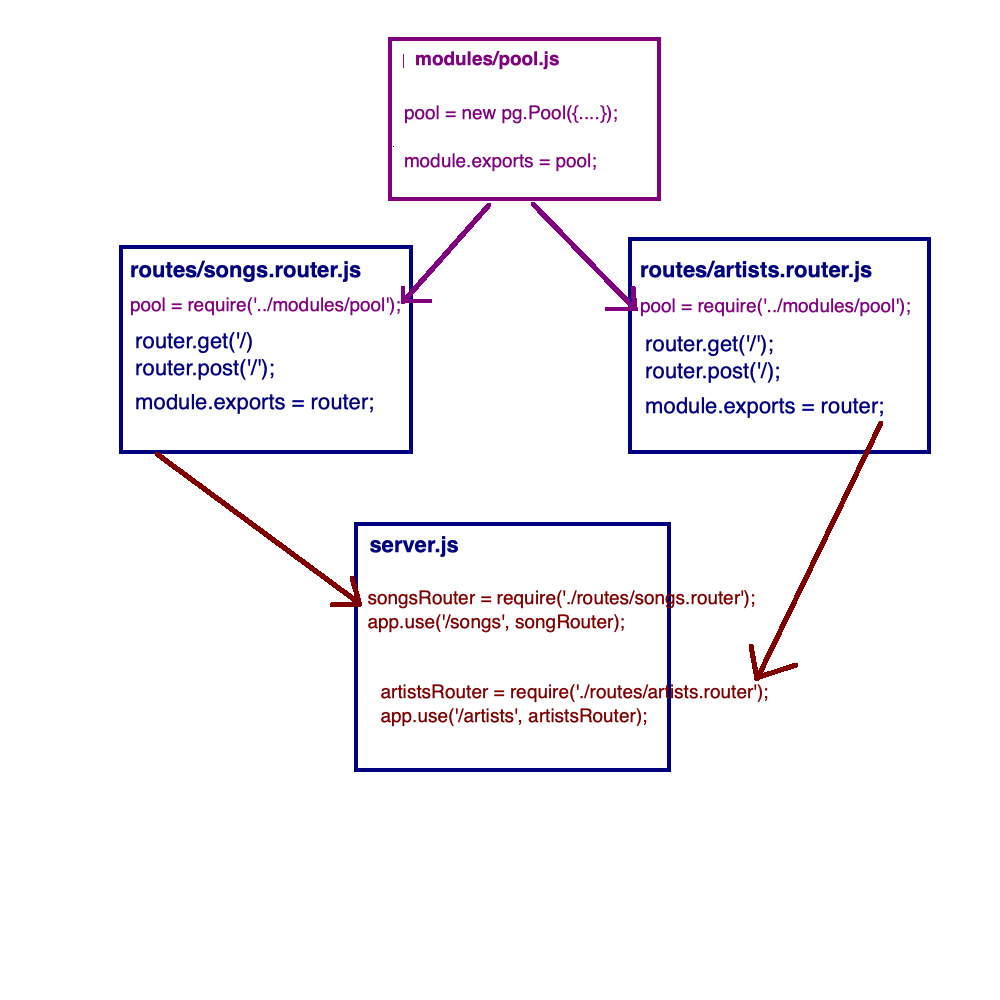 modules/pool.js
pool = new pg.Pool({....});
module.exports = pool;
routes/songs.router.js
pool = require('../modules/pool');
router.get('/)
router.post('/');
module.exports = router;
routes/artists.router.js
pool = require('../modules/pool');
router.get('/');
router.post('/);
module.exports = router;
server.js
songsRouter = require('./routes/songs.router');
app.use('/songs', songRouter);
artistsRouter = require('./routes/artists.router');
app.use('/artists', artistsRouter);